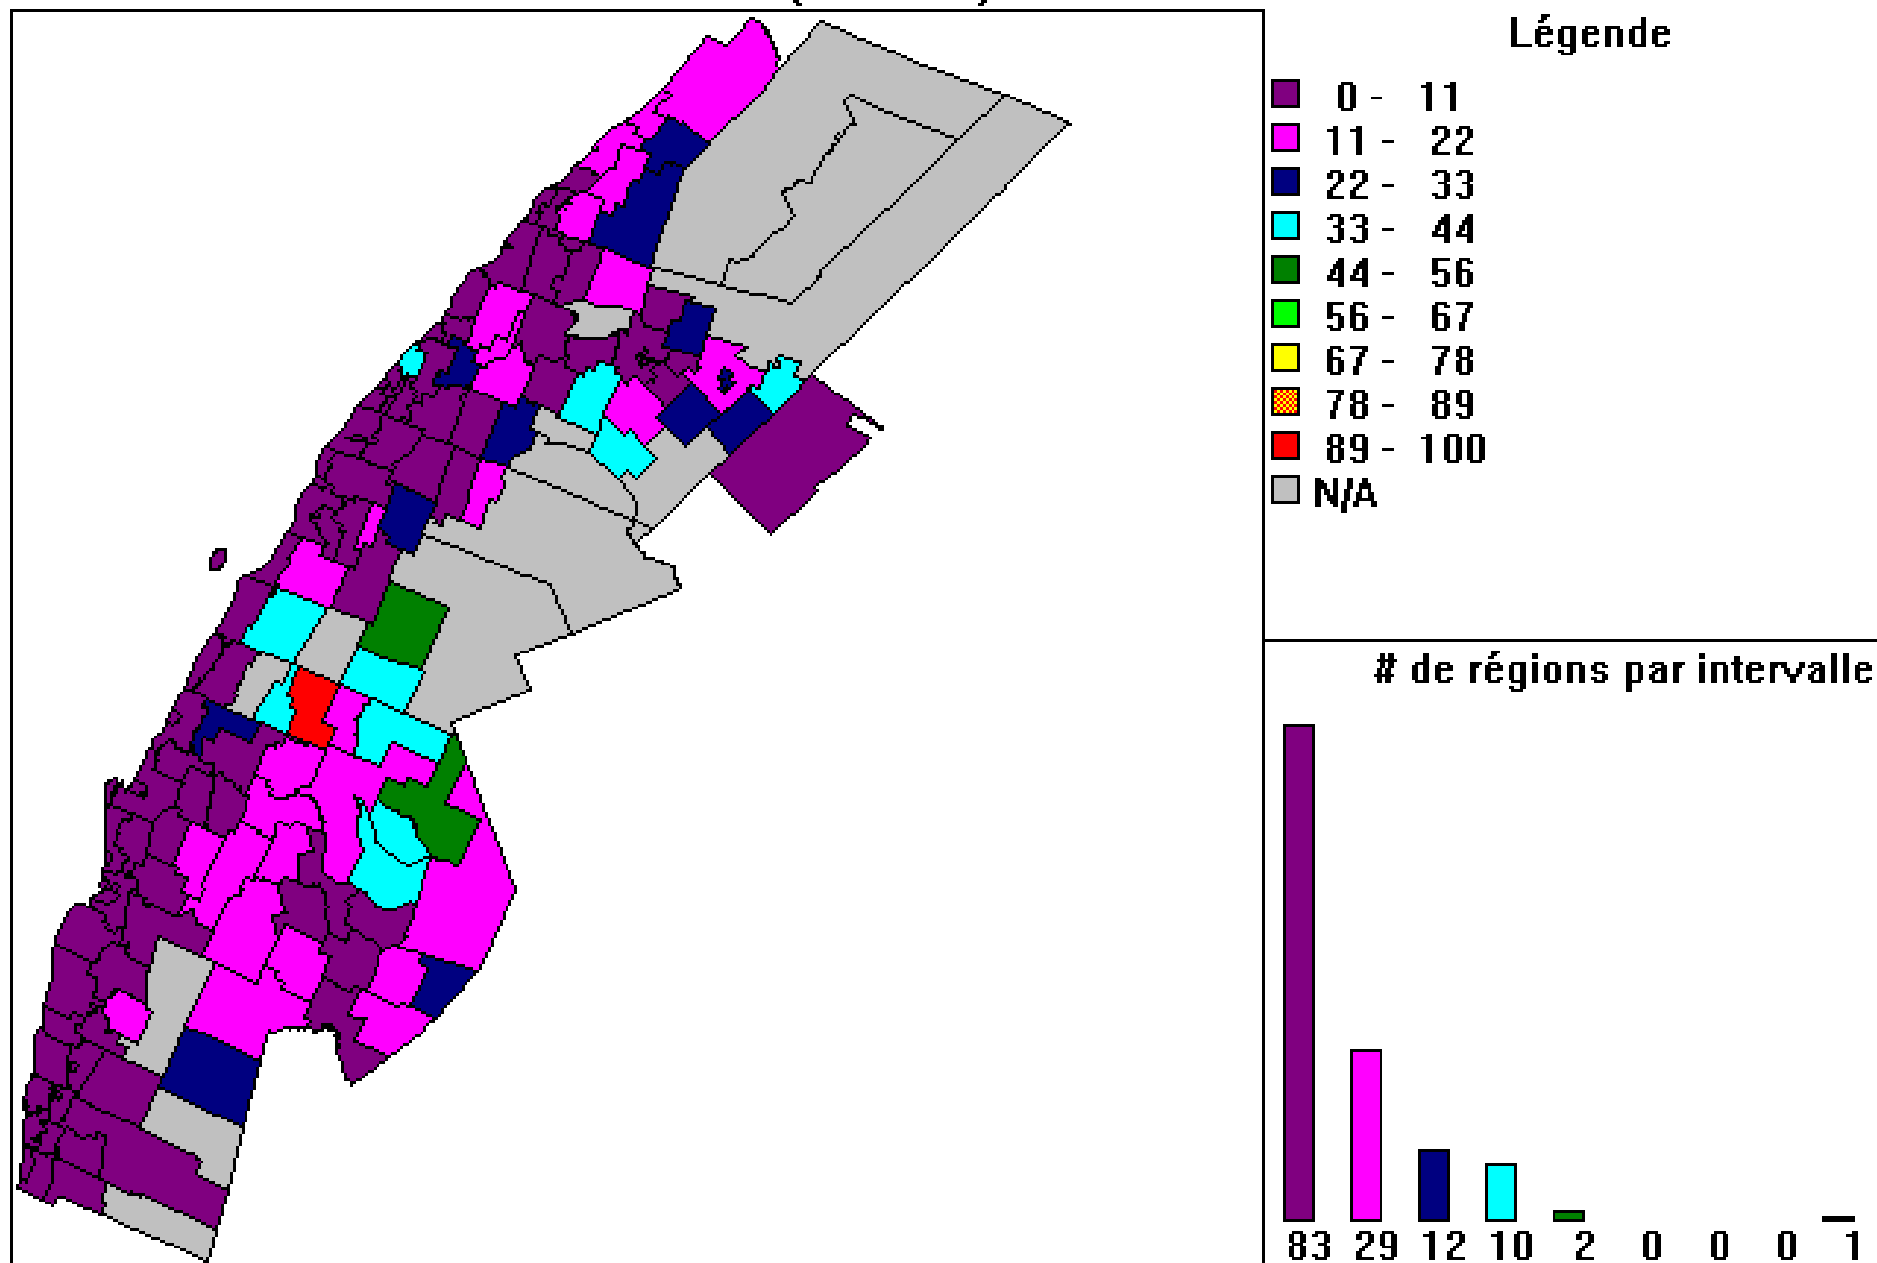 Légende
0 - 11
11 - 22
22 - 33
33 - 44
44 - 56
56 - 67
67 - 78
78 - 89
89 - 100
N/A
# de régions par intervalle
83 29 12 10 2 0 0 0 1